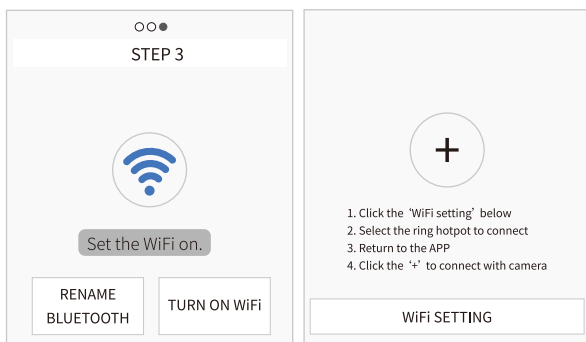 STEP 3
Set the WiFi on.
RENAME
BLUETOOTH
TURN ON WiFi
+
1. Click the ‘WiFi setting’ below
2. Select the ring hotpot to connect
3. Return to the APP
4. Click the ‘+’ to connect with camera
WiFi SETTING